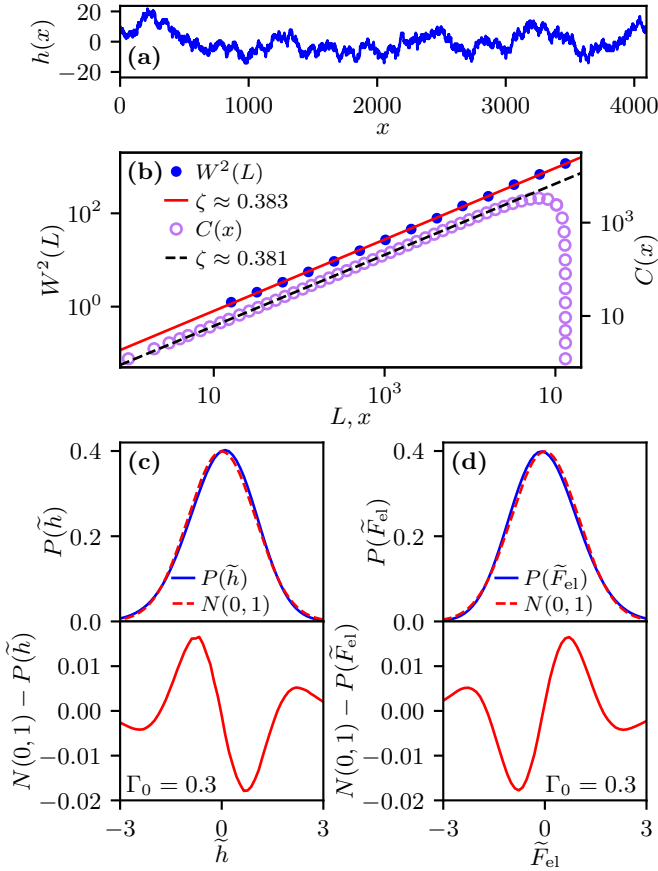 20
0
−20
h(x)
(a)
0 1000 2000 3000 4000
x
(b)
W²(L)
ζ ≈ 0.383
C(x)
ζ ≈ 0.381
10²
10⁰
W²(L)
10³
10
C(x)
10 10³ 10
L, x
(c)
0.4
0.2
0.0
P(h̃)
P(h̃)
N(0, 1)
(d)
0.4
0.2
0.0
P(F̃el)
P(F̃el)
N(0, 1)
0.01
0.00
−0.01
−0.02
N(0, 1) − P(h̃)
Γ₀ = 0.3
−3 0 3
h̃
0.01
0.00
−0.01
−0.02
N(0, 1) − P(F̃el)
Γ₀ = 0.3
−3 0 3
F̃el